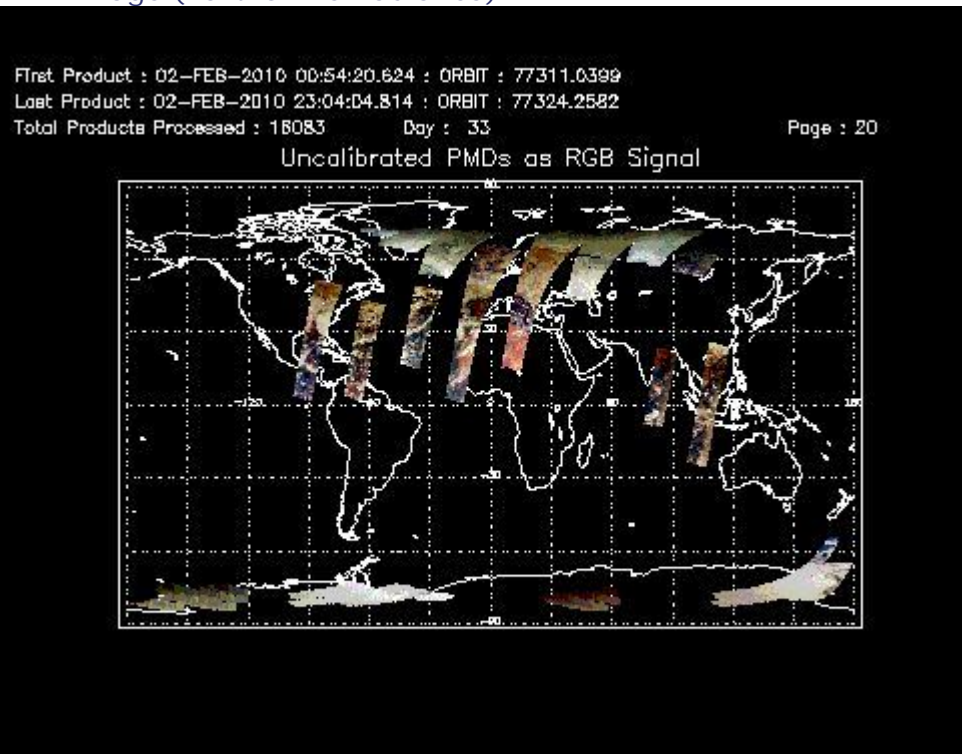 First Product : 02-FEB-2010 00:54:20.624 : ORBIT : 77311.0399
Last Product : 02-FEB-2010 23:04:04.814 : ORBIT : 77324.2582
Total Products Processed : 16083 Day : 33 Page : 20
Uncalibrated PMDs as RGB Signal